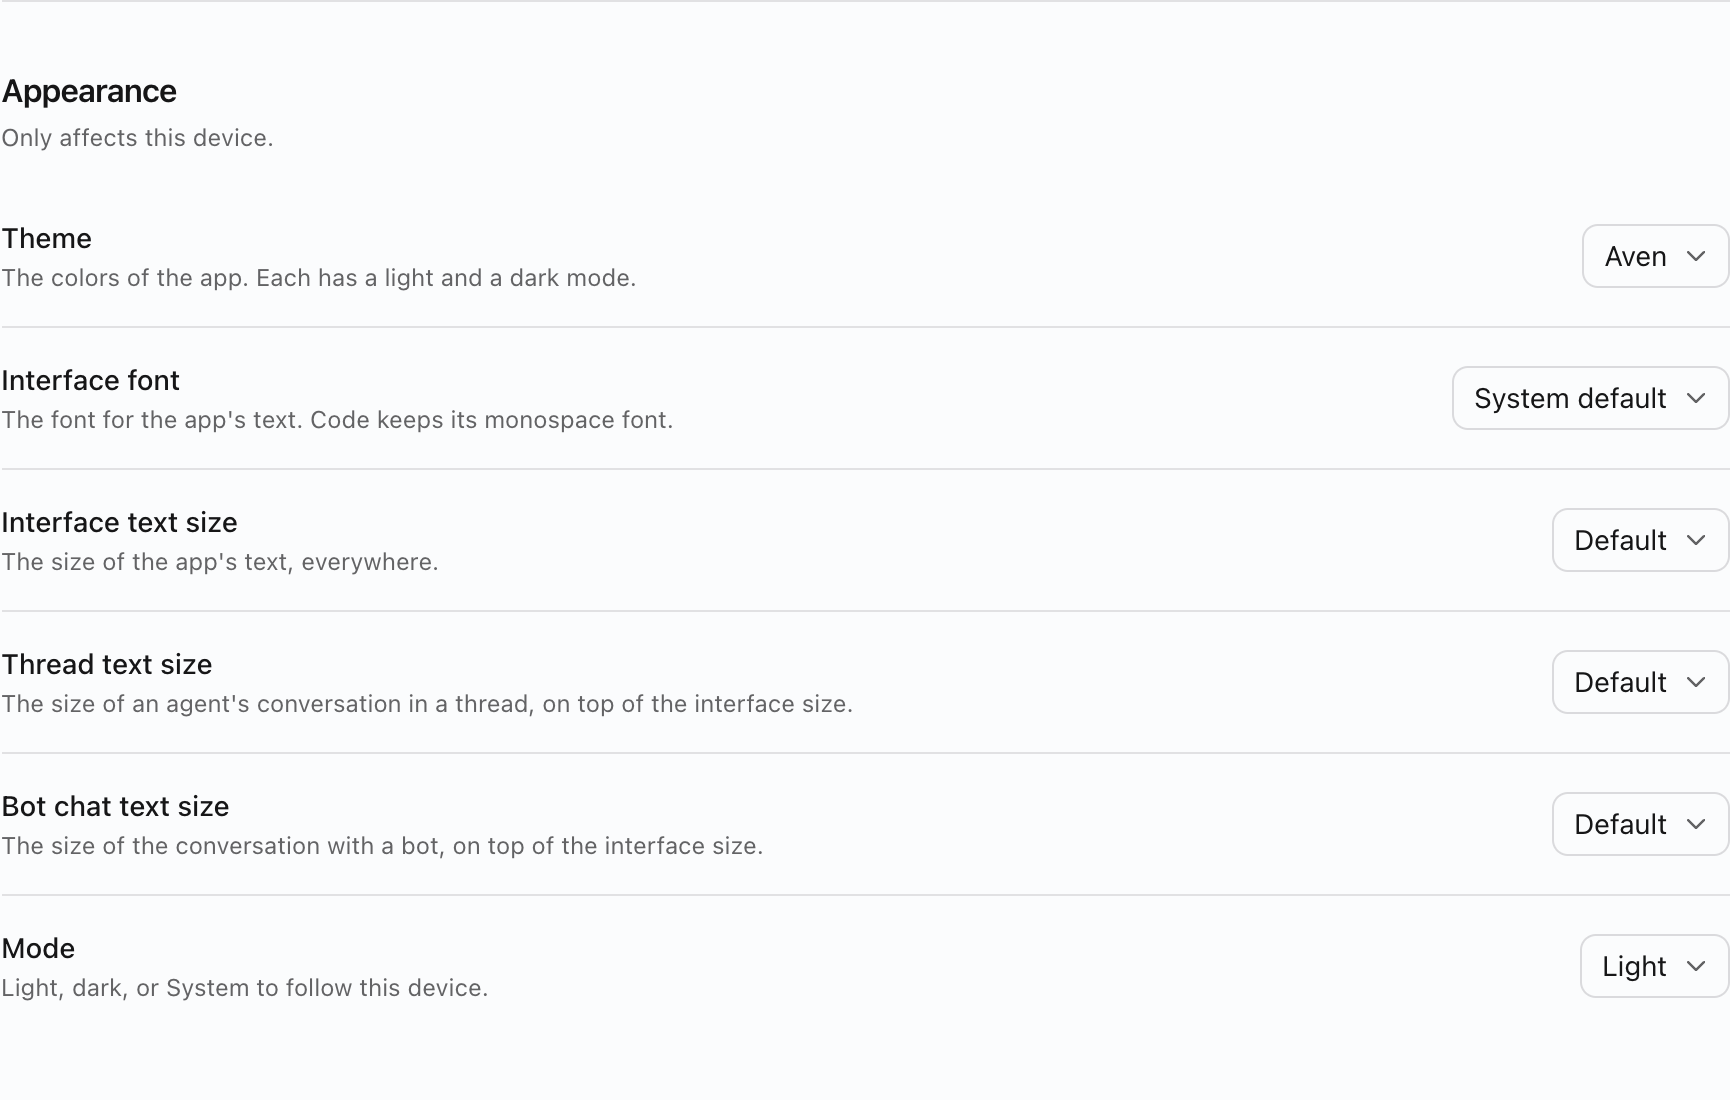 Appearance
Only affects this device.
Theme
The colors of the app. Each has a light and a dark mode.
Aven
Interface font
The font for the app's text. Code keeps its monospace font.
System default
Interface text size
The size of the app's text, everywhere.
Default
Thread text size
The size of an agent's conversation in a thread, on top of the interface size.
Default
Bot chat text size
The size of the conversation with a bot, on top of the interface size.
Default
Mode
Light, dark, or System to follow this device.
Light